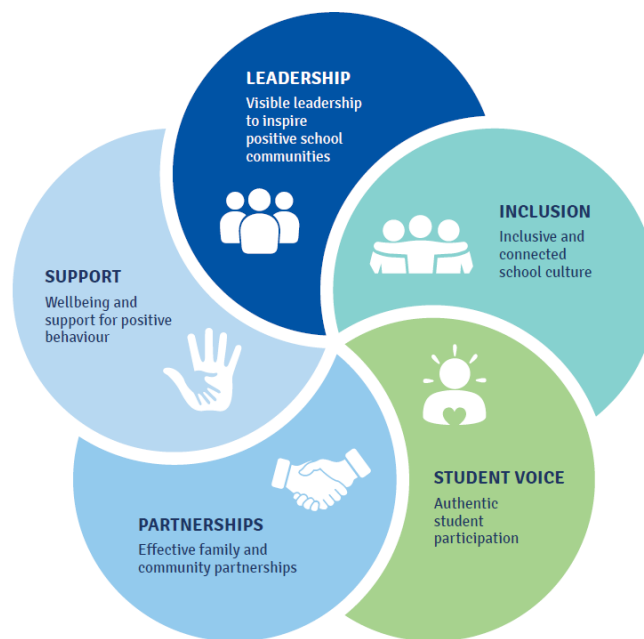 LEADERSHIP
Visible leadership
to inspire
positive school
communities
INCLUSION
Inclusive and
connected
school culture
STUDENT VOICE
Authentic
student
participation
PARTNERSHIPS
Effective family and
community partnerships
SUPPORT
Wellbeing and
support for positive
behaviour